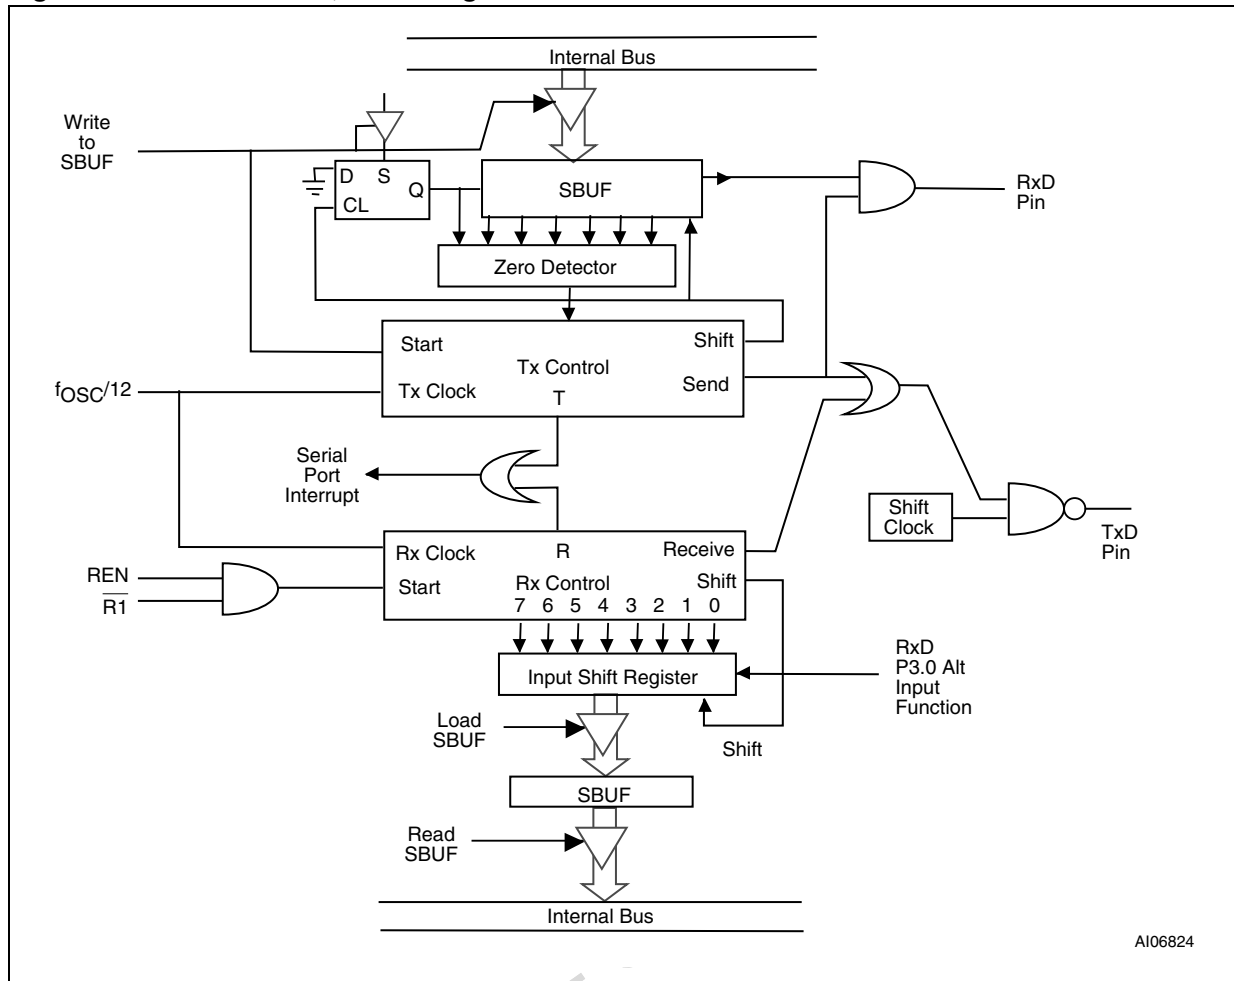 Internal Bus
Write
to
SBUF
D
S
Q
CL
SBUF
RxD
Pin
Zero Detector
Start
Shift
Tx Control
fOSC/12
Tx Clock
T
Send
Serial
Port
Interrupt
Shift
Clock
TxD
Pin
Rx Clock
R
Receive
REN
R1
Start
Rx Control
Shift
7 6 5 4 3 2 1 0
Input Shift Register
RxD
P3.0 Alt
Input
Function
Load
SBUF
Shift
SBUF
Read
SBUF
Internal Bus
AI06824